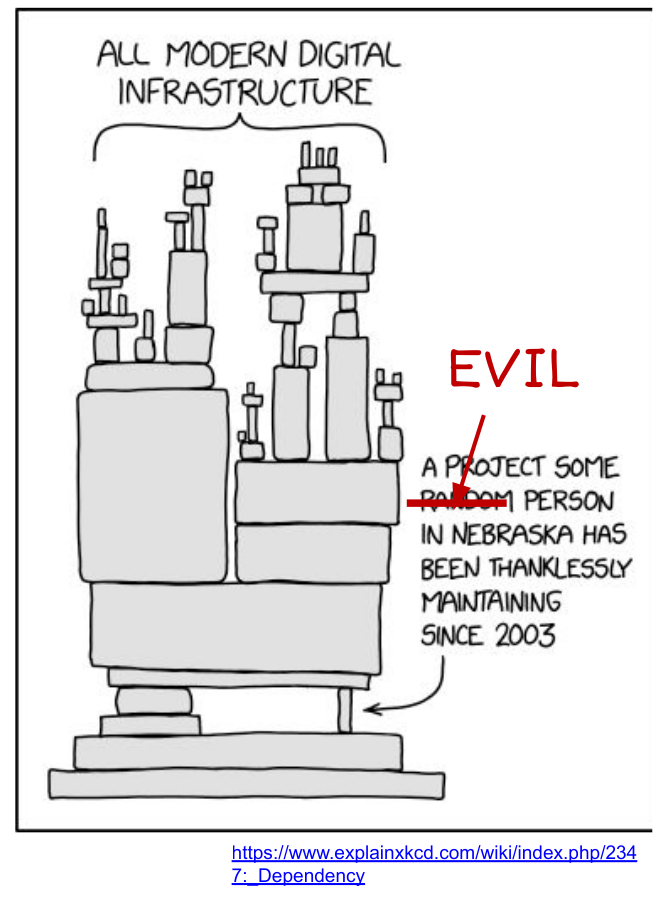 ALL MODERN DIGITAL
INFRASTRUCTURE
EVIL
A PROJECT SOME
RANDOM PERSON
IN NEBRASKA HAS
BEEN THANKLESSLY
MAINTAINING
SINCE 2003
https://www.explainxkcd.com/wiki/index.php/234
7:_Dependency